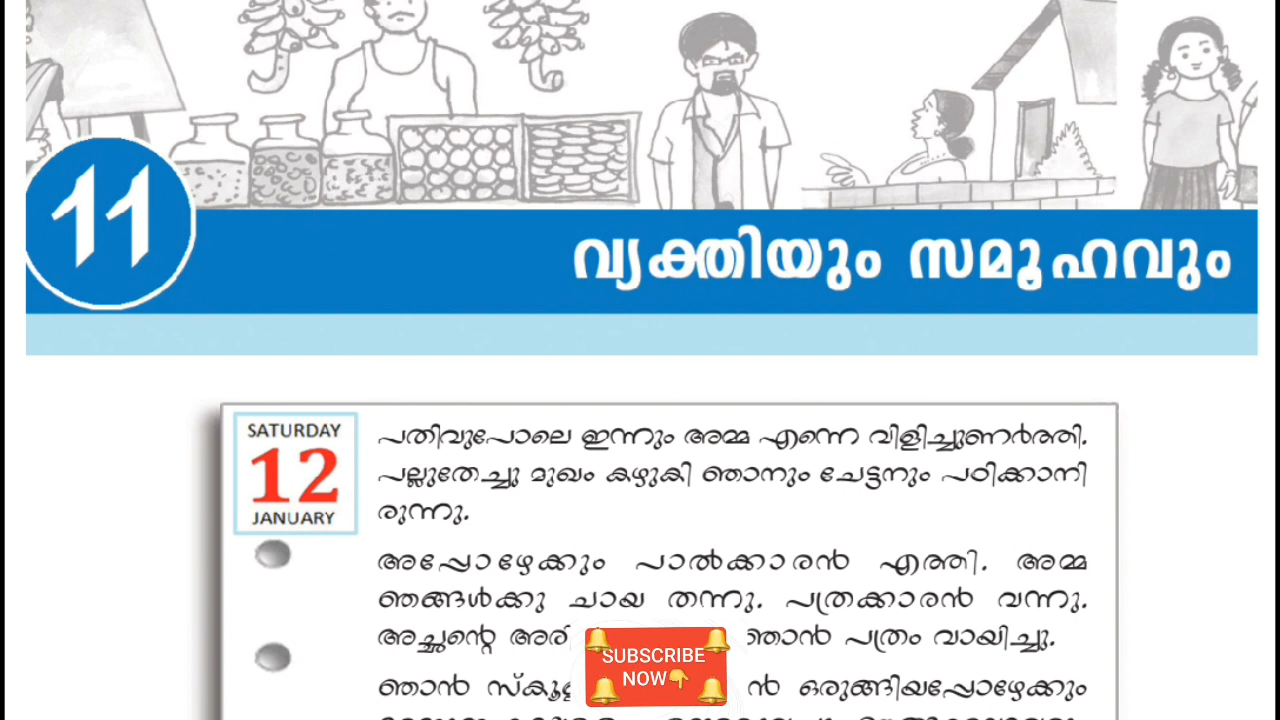 11
വ്യക്തിയും സമൂഹവും
SATURDAY
12
JANUARY
പതിവുപോലെ ഇന്നും അമ്മ എന്നെ വിളിച്ചുണർത്തി.
പല്ലുതേച്ചു മുഖം കഴുകി ഞാനും ചേട്ടനും പഠിക്കാനി
രുന്നു.
അപ്പോഴേക്കും പാൽക്കാരൻ എത്തി. അമ്മ
ഞങ്ങൾക്കു ചായ തന്നു. പത്രക്കാരൻ വന്നു.
അച്ഛന്റെ ഞാൻ പത്രം വായിച്ചു.
ഞാൻ ഒരുങ്ങിയപ്പോഴേക്കും
SUBSCRIBE
NOW